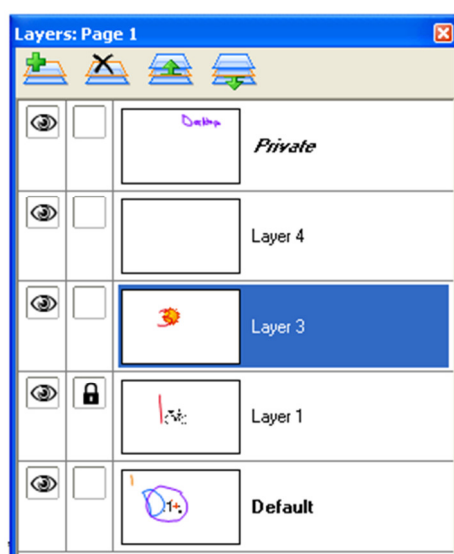 Layers: Page 1
Private
Layer 4
Layer 3
Layer 1
Default